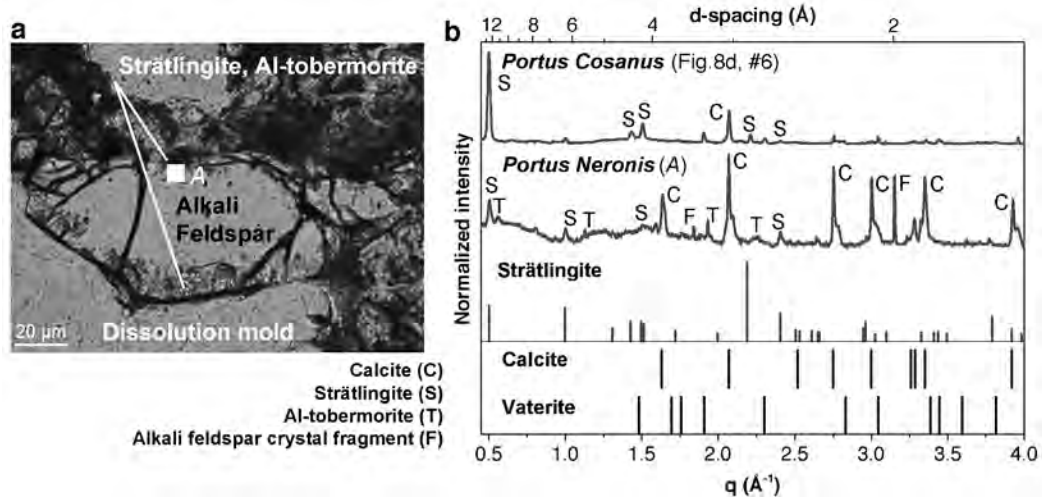 a
Strätlingite, Al-tobermorite
A
Alkali
Feldspar
20 µm
Dissolution mold
Calcite (C)
Strätlingite (S)
Al-tobermorite (T)
Alkali feldspar crystal fragment (F)
b
d-spacing (Å)
12 8 6 4 2
Portus Cosanus (Fig.8d, #6)
S S S C S S
Portus Neronis (A)
S T S T S C F T C T S C C F C C
Strätlingite
Calcite
Vaterite
Normalized intensity
0.5 1.0 1.5 2.0 2.5 3.0 3.5 4.0
q (Å⁻¹)